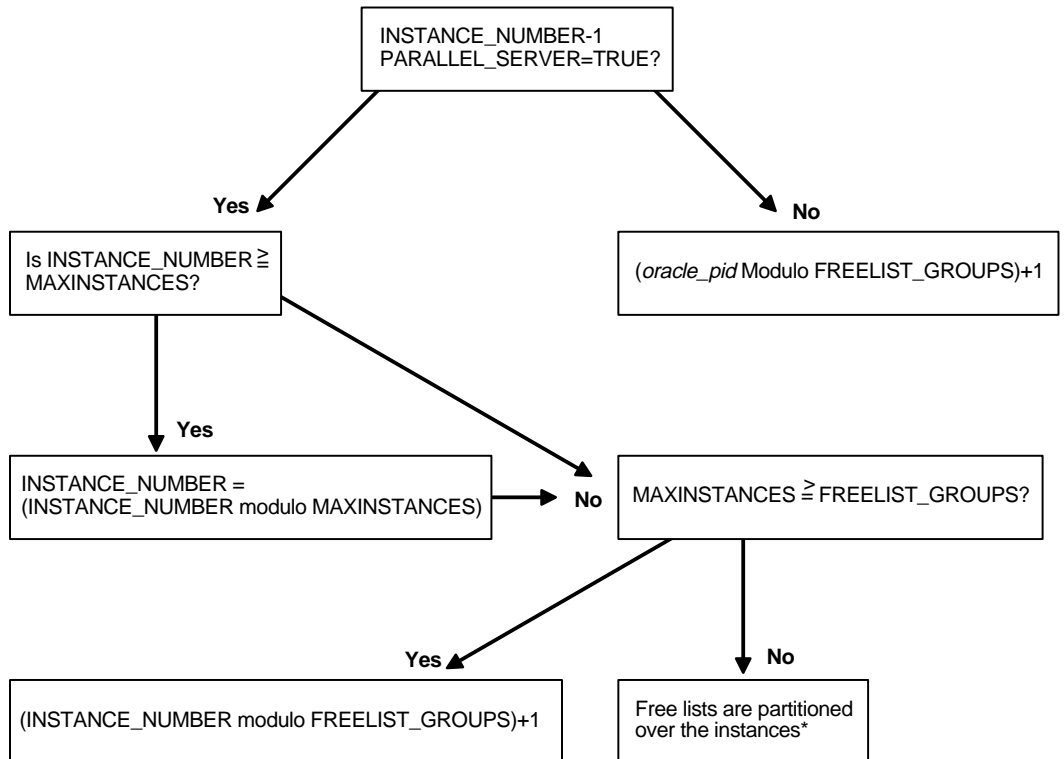 INSTANCE_NUMBER-1
PARALLEL_SERVER=TRUE?
Yes
No
Is INSTANCE_NUMBER ≧
MAXINSTANCES?
(oracle_pid Modulo FREELIST_GROUPS)+1
Yes
INSTANCE_NUMBER =
(INSTANCE_NUMBER modulo MAXINSTANCES)
No
MAXINSTANCES ≧ FREELIST_GROUPS?
Yes
No
(INSTANCE_NUMBER modulo FREELIST_GROUPS)+1
Free lists are partitioned
over the instances*